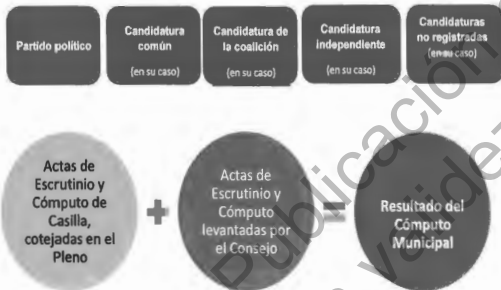 Partido político
Candidatura
común
(en su caso)
Candidatura de
la coalición
(en su caso)
Candidatura
independiente
(en su caso)
Candidaturas
no registradas
(en su caso)
Actas de
Escrutinio y
Cómputo de
Casilla,
cotejadas en el
Pleno
+
Actas de
Escrutinio y
Cómputo
levantadas por
el Consejo
=
Resultado del
Cómputo
Municipal
Publicación
validez